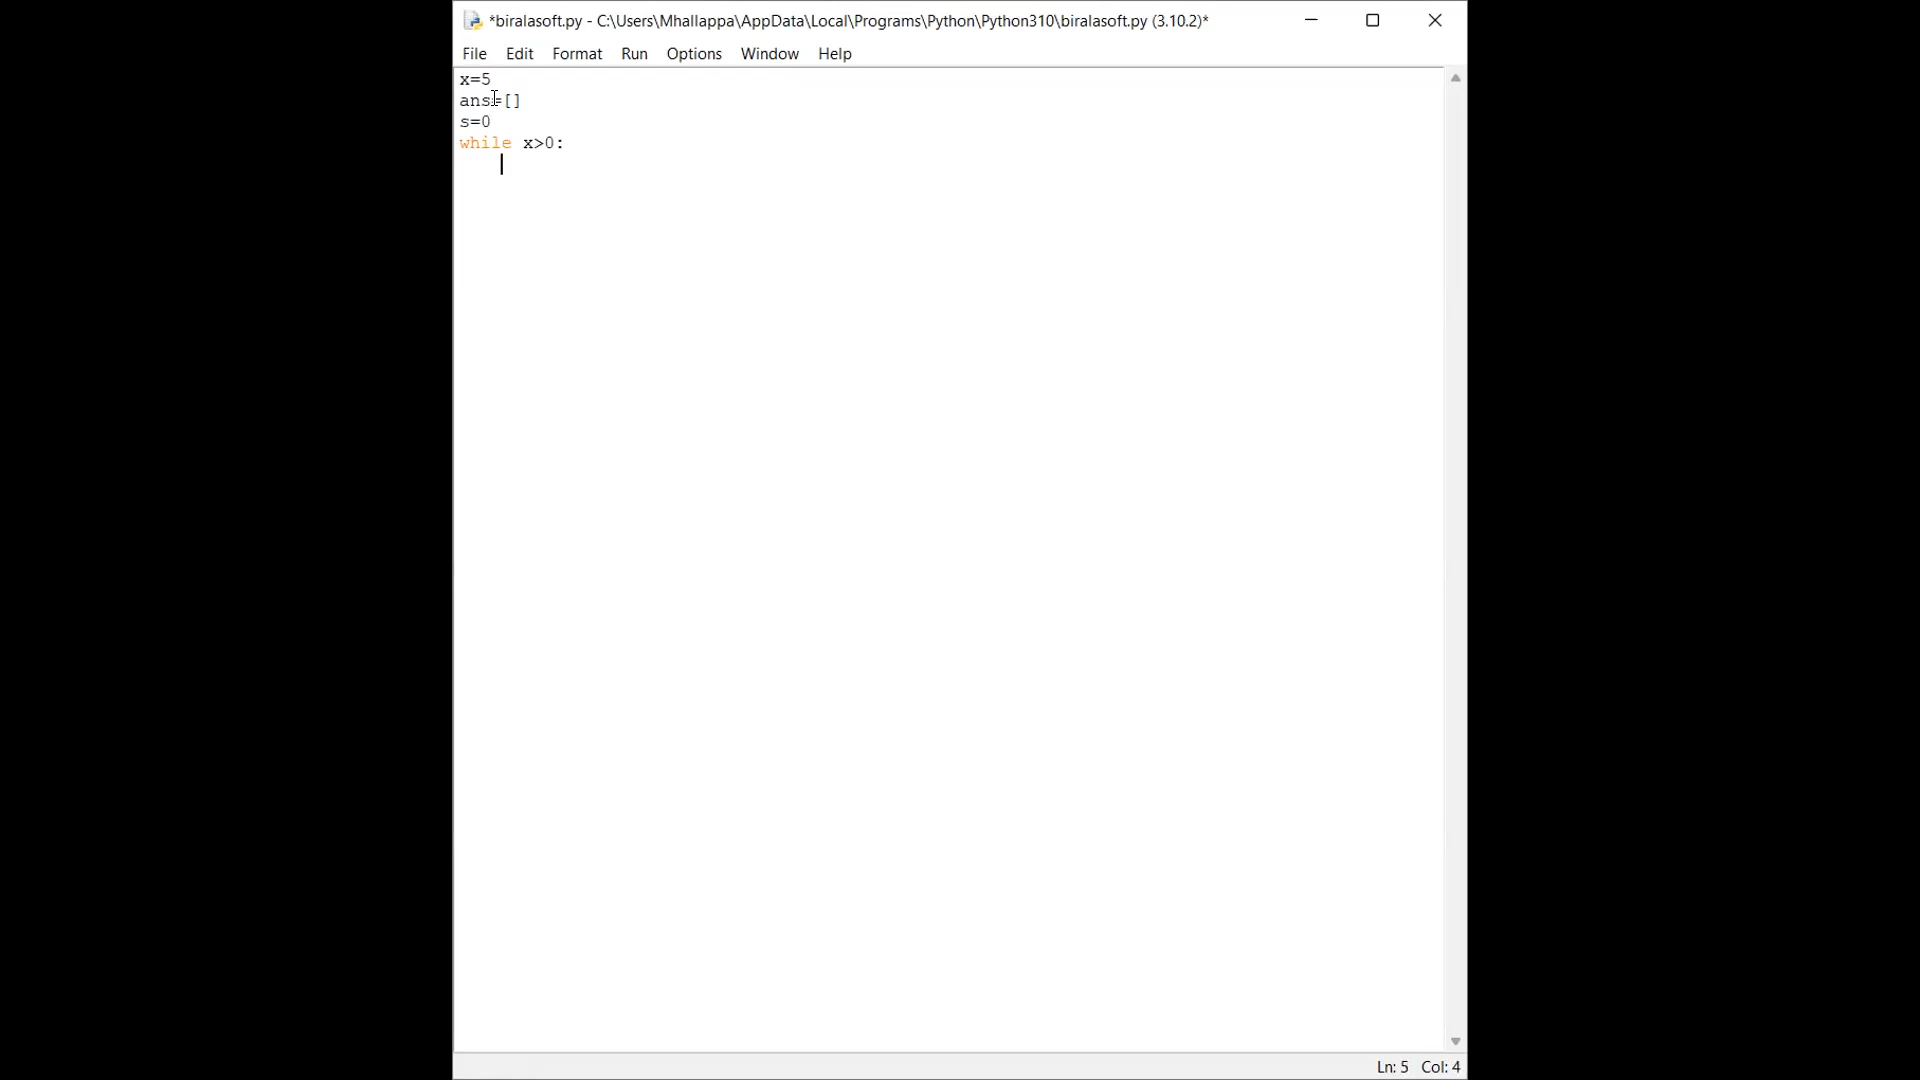 *biralasoft.py - C:\Users\Mhallappa\AppData\Local\Programs\Python\Python310\biralasoft.py (3.10.2)*
File Edit Format Run Options Window Help
x=5
ans=[]
s=0
while x>0:
Ln: 5 Col: 4